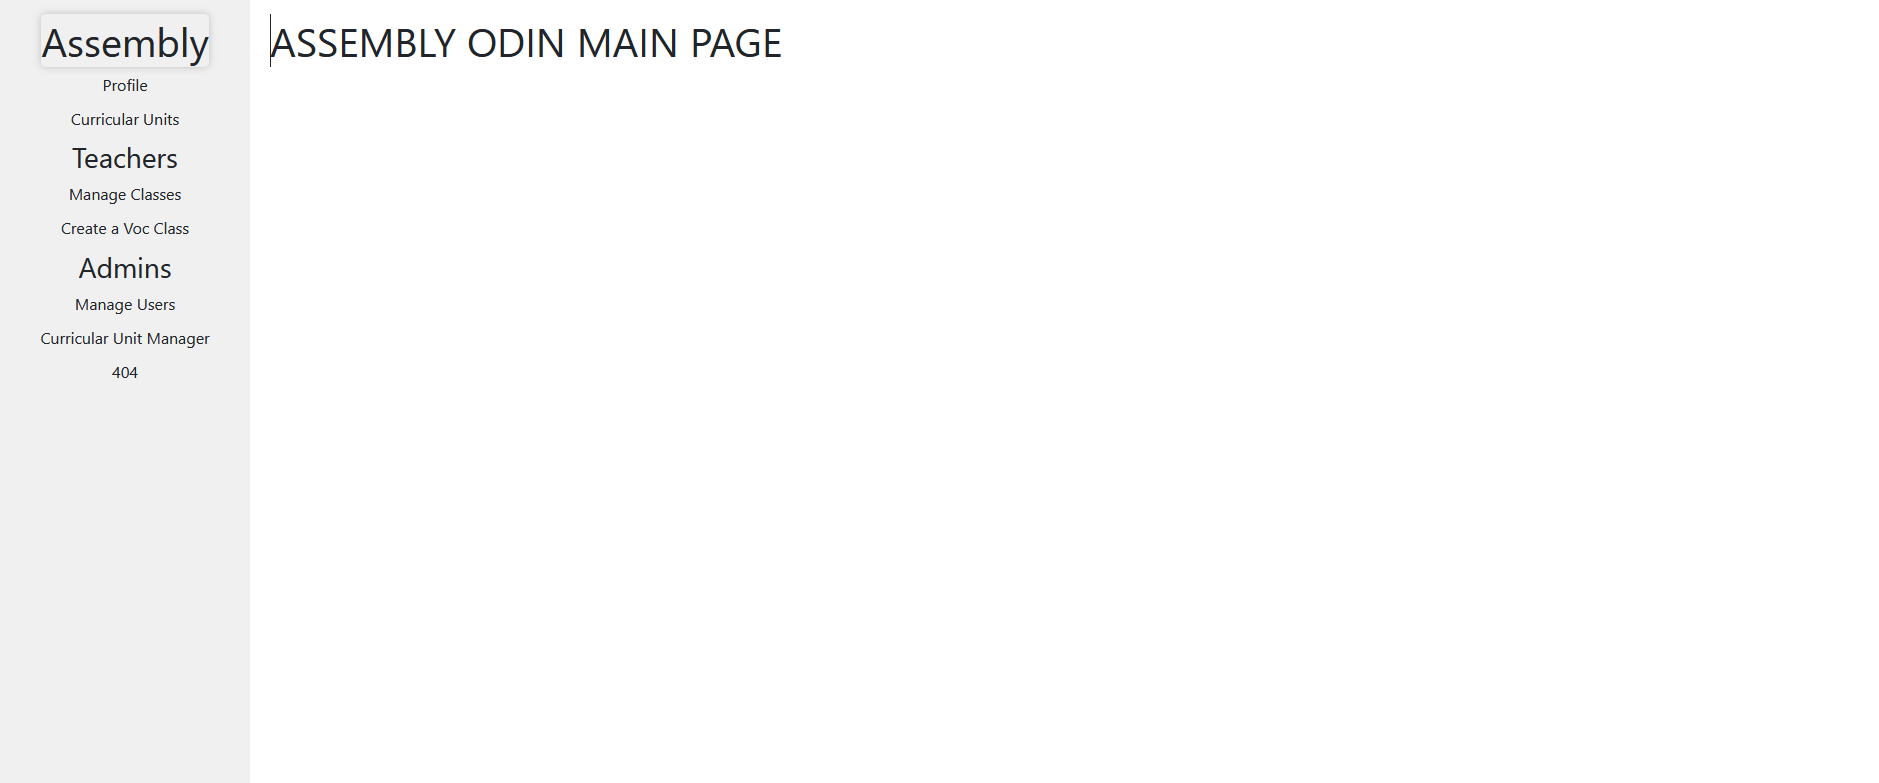 Assembly
Profile
Curricular Units
Teachers
Manage Classes
Create a Voc Class
Admins
Manage Users
Curricular Unit Manager
404
ASSEMBLY ODIN MAIN PAGE